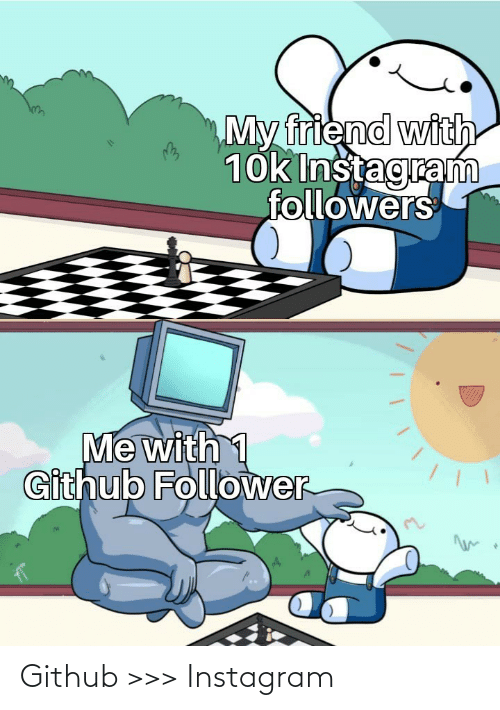 My friend with
10k Instagram
followers
Me with 1
Github Follower
Github >>> Instagram